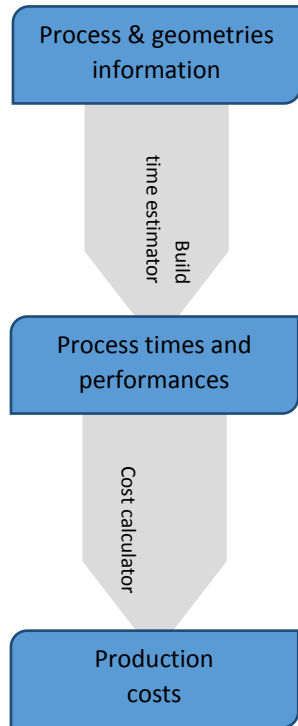 Process & geometries
information
Build
time estimator
Process times and
performances
Cost calculator
Production
costs